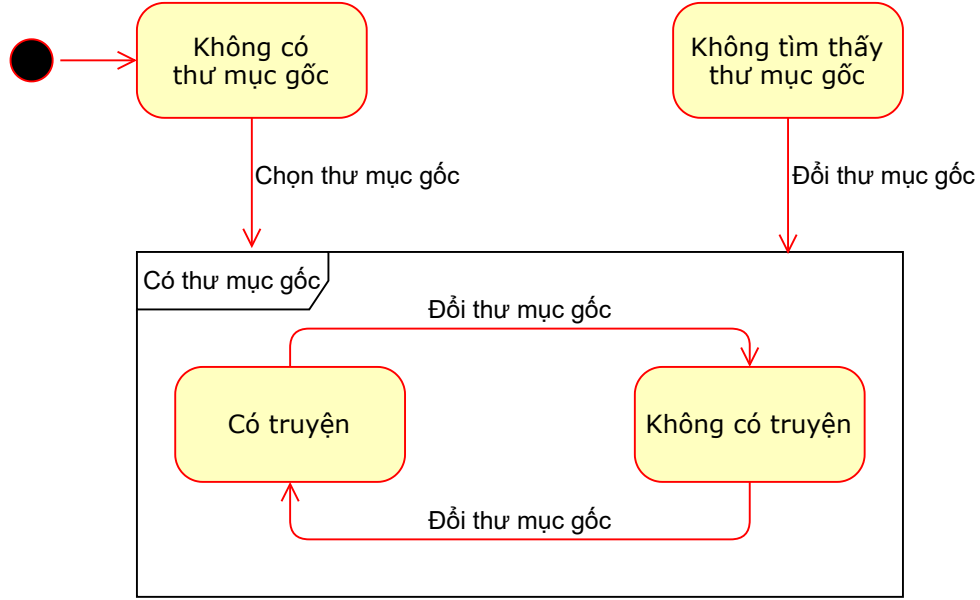 Không có
thư mục gốc
Không tìm thấy
thư mục gốc
Chọn thư mục gốc
Đổi thư mục gốc
Có thư mục gốc
Đổi thư mục gốc
Có truyện
Không có truyện
Đổi thư mục gốc